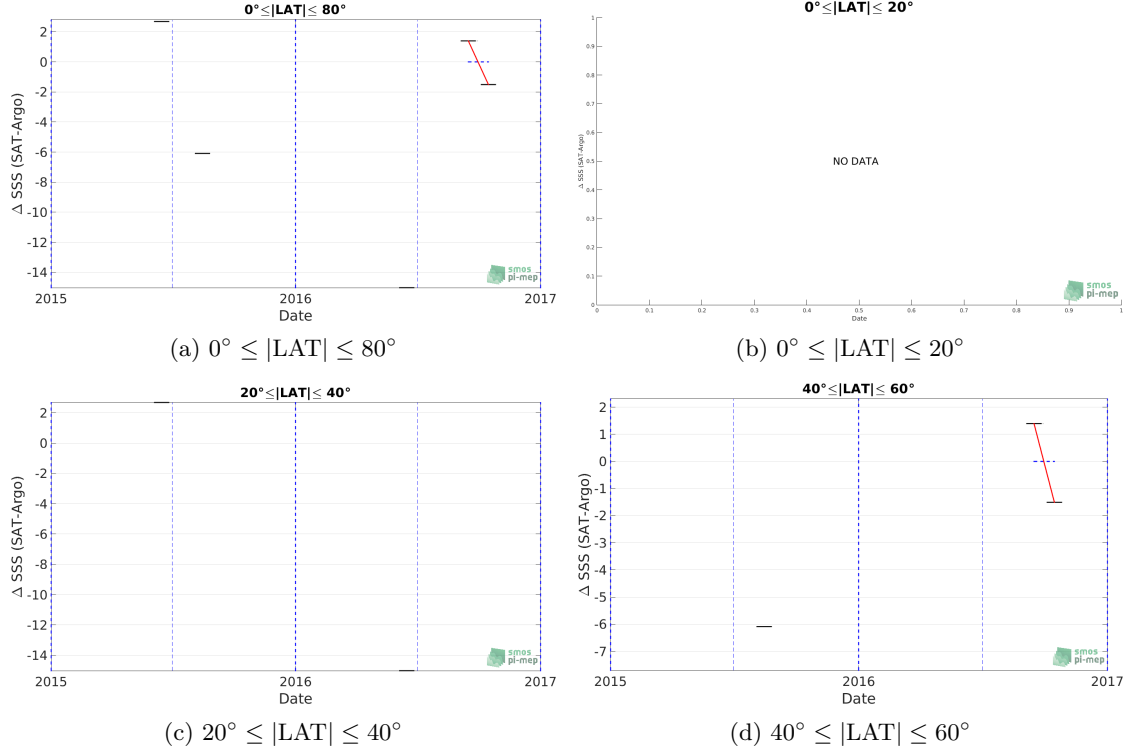 0°≤|LAT|≤ 80°
2
0
-2
-4
-6
-8
-10
-12
-14
Δ SSS (SAT-Argo)
2015
2016
2017
Date
smos
pi-mep
(a) 0° ≤ |LAT| ≤ 80°
0°≤|LAT|≤ 20°
1
0.9
0.8
0.7
0.6
0.5
0.4
0.3
0.2
0.1
0
Δ SSS (SAT-Argo)
NO DATA
0
0.1
0.2
0.3
0.4
0.5
0.6
0.7
0.8
0.9
1
Date
smos
pi-mep
(b) 0° ≤ |LAT| ≤ 20°
20°≤|LAT|≤ 40°
2
0
-2
-4
-6
-8
-10
-12
-14
Δ SSS (SAT-Argo)
2015
2016
2017
Date
smos
pi-mep
(c) 20° ≤ |LAT| ≤ 40°
40°≤|LAT|≤ 60°
2
1
0
-1
-2
-3
-4
-5
-6
-7
Δ SSS (SAT-Argo)
2015
2016
2017
Date
smos
pi-mep
(d) 40° ≤ |LAT| ≤ 60°